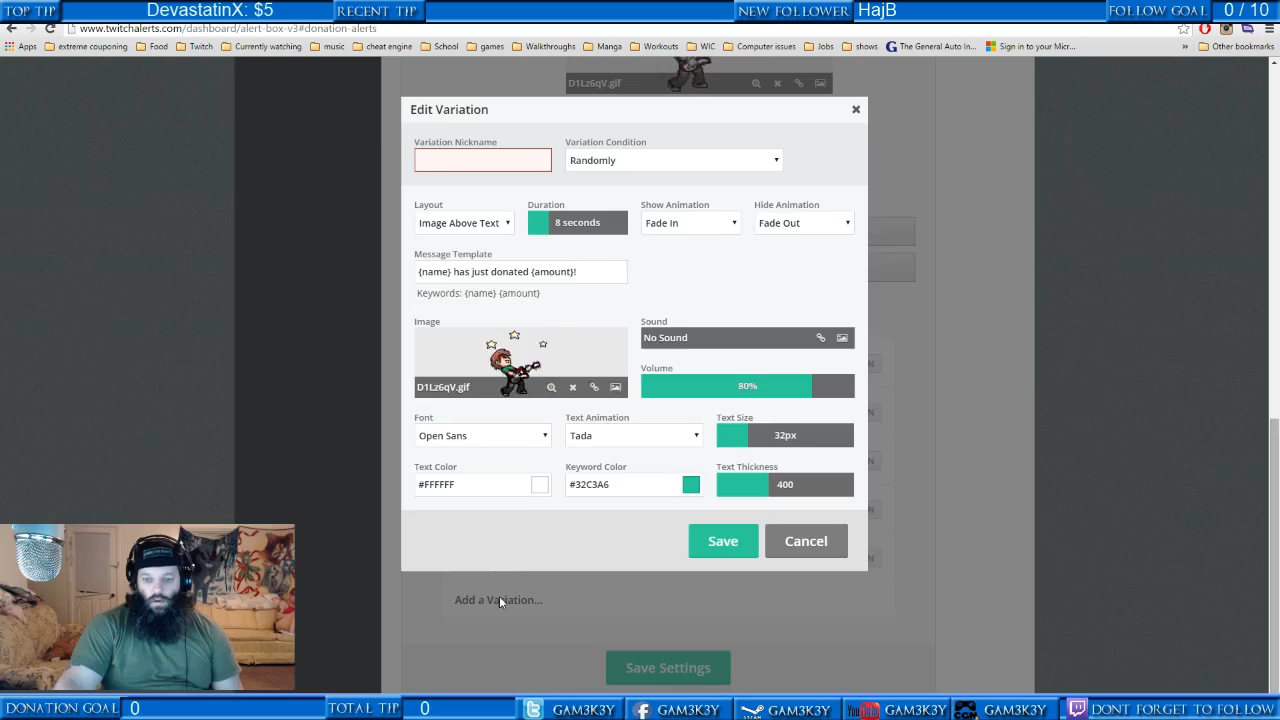 TOP TIP DevastatinX: $5 RECENT TIP NEW FOLLOWER HajB FOLLOW GOAL 0 / 10
www.twitchalerts.com/dashboard/alert-box-v3#donation-alerts
Apps extreme couponing Food Twitch Currently watching music cheat engine School games Walkthroughs Manga Workouts WIC Computer issues Jobs shows The General Auto In... Sign in to your Micr... » Other bookmarks
D1Lz6qV.gif
Edit Variation
Variation Nickname Variation Condition
Randomly
Layout Duration Show Animation Hide Animation
Image Above Text 8 seconds Fade In Fade Out
Message Template
{name} has just donated {amount}!
Keywords: {name} {amount}
Image Sound
No Sound
Volume
80%
D1Lz6qV.gif
Font Text Animation Text Size
Open Sans Tada 32px
Text Color Keyword Color Text Thickness
#FFFFFF #32C3A6 400
Save Cancel
Add a Variation...
Save Settings
DONATION GOAL 0 TOTAL TIP 0 GAM3K3Y GAM3K3Y STEAM GAM3K3Y YouTube GAM3K3Y GAM3K3Y DONT FORGET TO FOLLOW